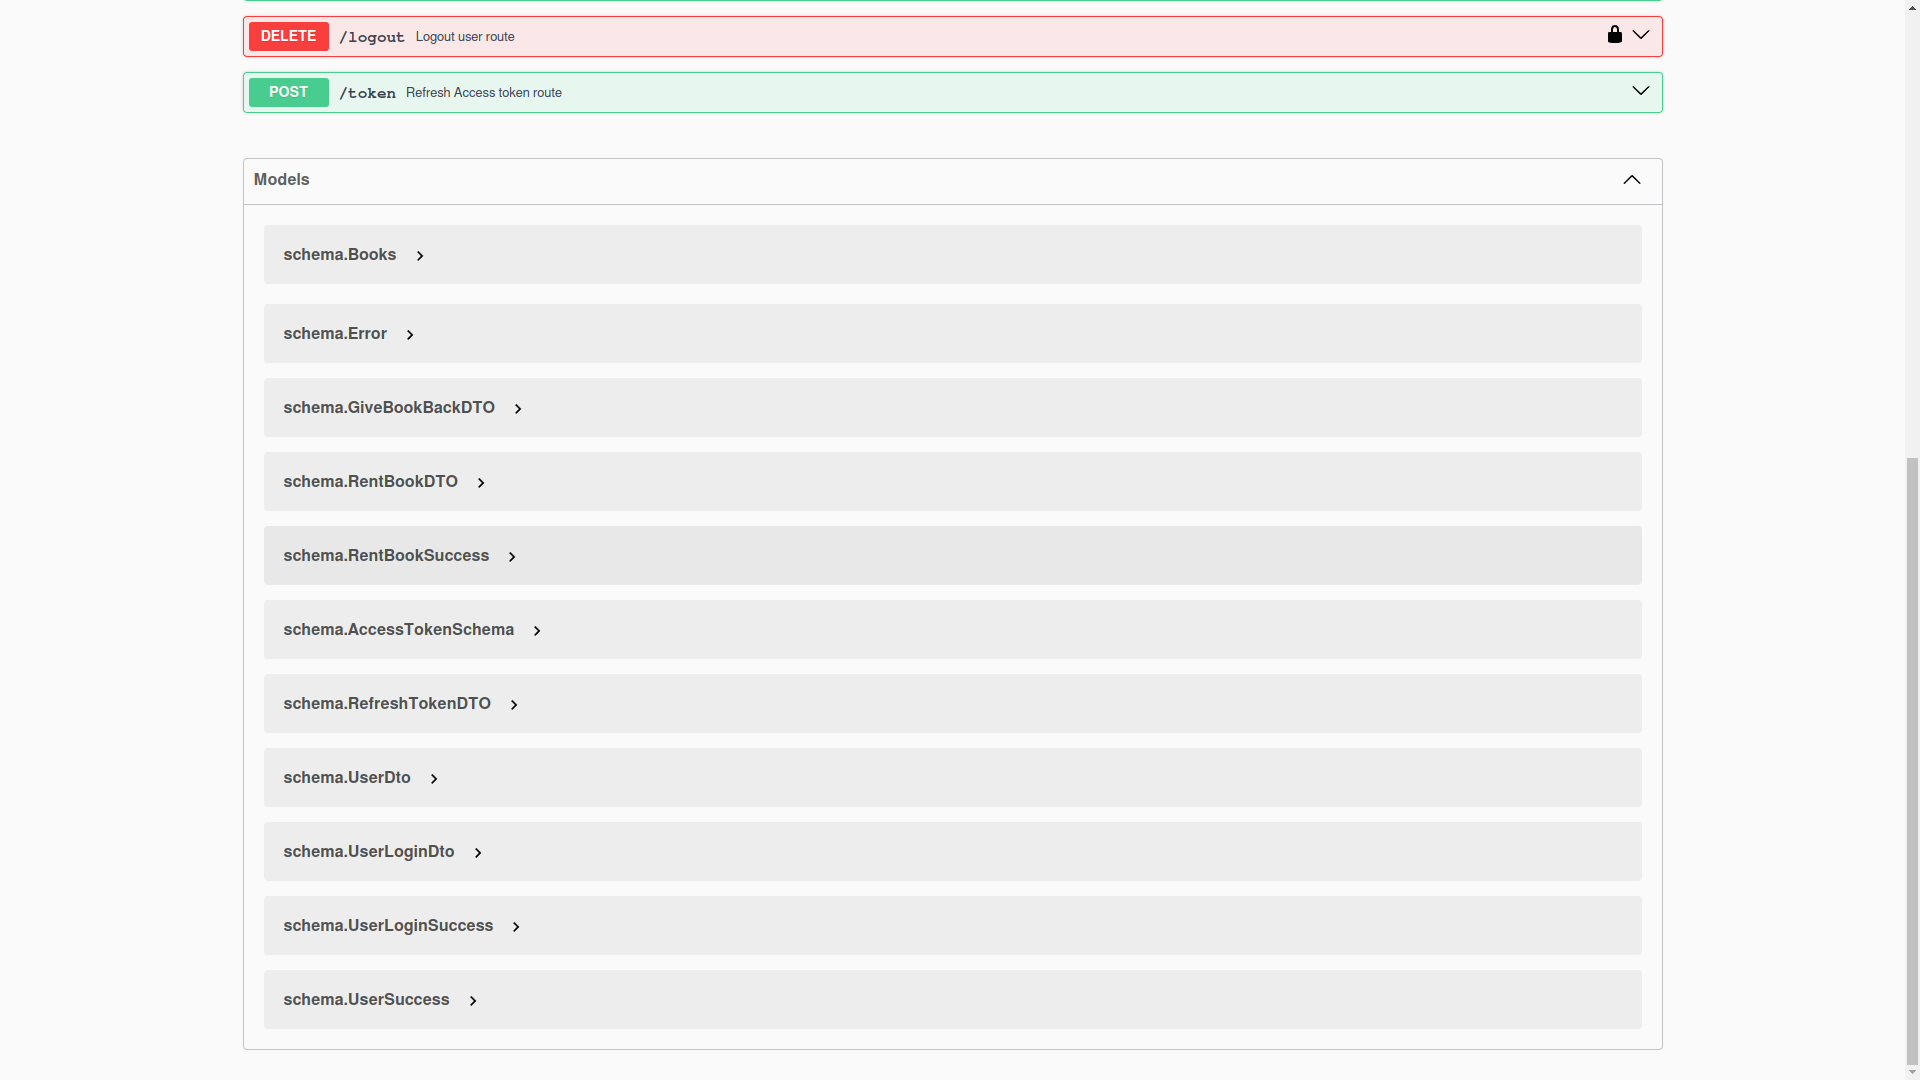 DELETE /logout Logout user route
POST /token Refresh Access token route
Models
schema.Books
schema.Error
schema.GiveBookBackDTO
schema.RentBookDTO
schema.RentBookSuccess
schema.AccessTokenSchema
schema.RefreshTokenDTO
schema.UserDto
schema.UserLoginDto
schema.UserLoginSuccess
schema.UserSuccess